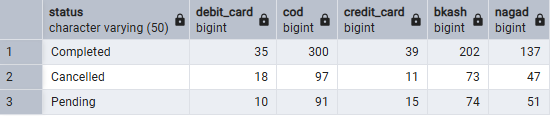 status debit_card cod credit_card bkash nagad
character varying (50) bigint bigint bigint bigint bigint
1 Completed 35 300 39 202 137
2 Cancelled 18 97 11 73 47
3 Pending 10 91 15 74 51